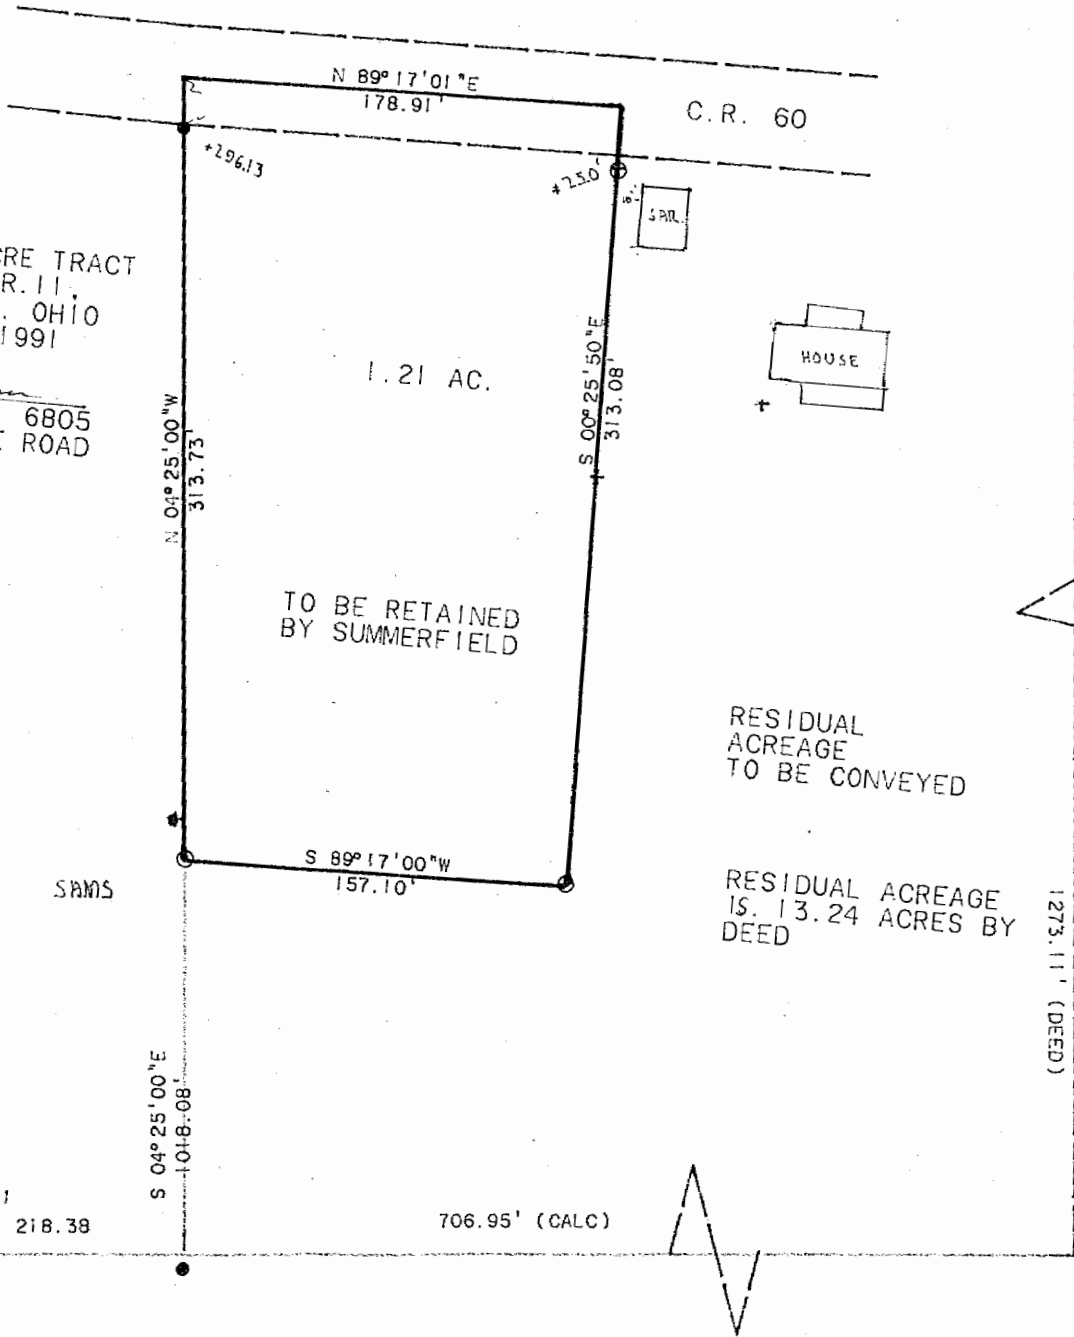 N 89°17'01"E
178.91'
C.R. 60
+296.13
+25.0'
GAR.
CRE TRACT
R.11,
. OHIO
1991
6805
ROAD
1.21 AC.
HOUSE
N 04°25'00"W
313.73'
S 00°25'50"E
313.08'
TO BE RETAINED
BY SUMMERFIELD
RESIDUAL
ACREAGE
TO BE CONVEYED
S 89°17'00"W
157.10'
SAMS
RESIDUAL ACREAGE
IS. 13.24 ACRES BY
DEED
1273.11' (DEED)
S 04°25'00"E
1018.08'
218.38
706.95' (CALC)